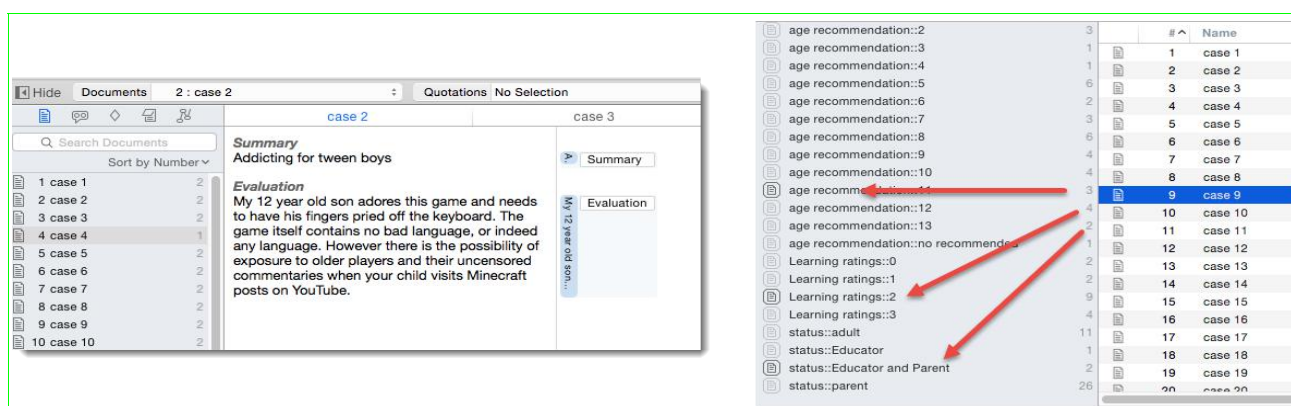 Hide Documents 2 : case 2 Quotations No Selection
Search Documents
Sort by Number
1 case 1 2
2 case 2 2
3 case 3 2
4 case 4 1
5 case 5 2
6 case 6 2
7 case 7 2
8 case 8 2
9 case 9 2
10 case 10 2
case 2 case 3
Summary
Addicting for tween boys
Evaluation
My 12 year old son adores this game and needs
to have his fingers pried off the keyboard. The
game itself contains no bad language, or indeed
any language. However there is the possibility of
exposure to older players and their uncensored
commentaries when your child visits Minecraft
posts on YouTube.
A. Summary
My 12 year old son... Evaluation
age recommendation::2 3
age recommendation::3 1
age recommendation::4 1
age recommendation::5 6
age recommendation::6 2
age recommendation::7 3
age recommendation::8 6
age recommendation::9 4
age recommendation::10 4
age recommendation::11 3
age recommendation::12 4
age recommendation::13 2
age recommendation::no recommended 1
Learning ratings::0 2
Learning ratings::1 2
Learning ratings::2 9
Learning ratings::3 4
status::adult 11
status::Educator 1
status::Educator and Parent 2
status::parent 26
# Name
1 case 1
2 case 2
3 case 3
4 case 4
5 case 5
6 case 6
7 case 7
8 case 8
9 case 9
10 case 10
11 case 11
12 case 12
13 case 13
14 case 14
15 case 15
16 case 16
17 case 17
18 case 18
19 case 19
20 case 20